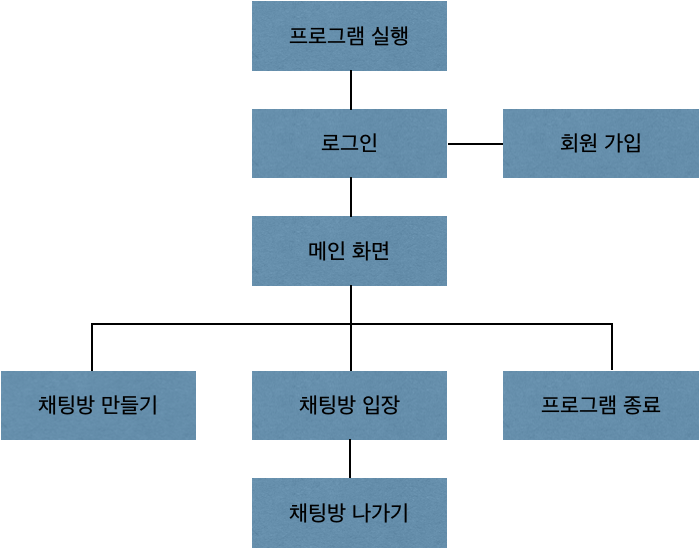 프로그램 실행
로그인
회원 가입
메인 화면
채팅방 만들기
채팅방 입장
프로그램 종료
채팅방 나가기